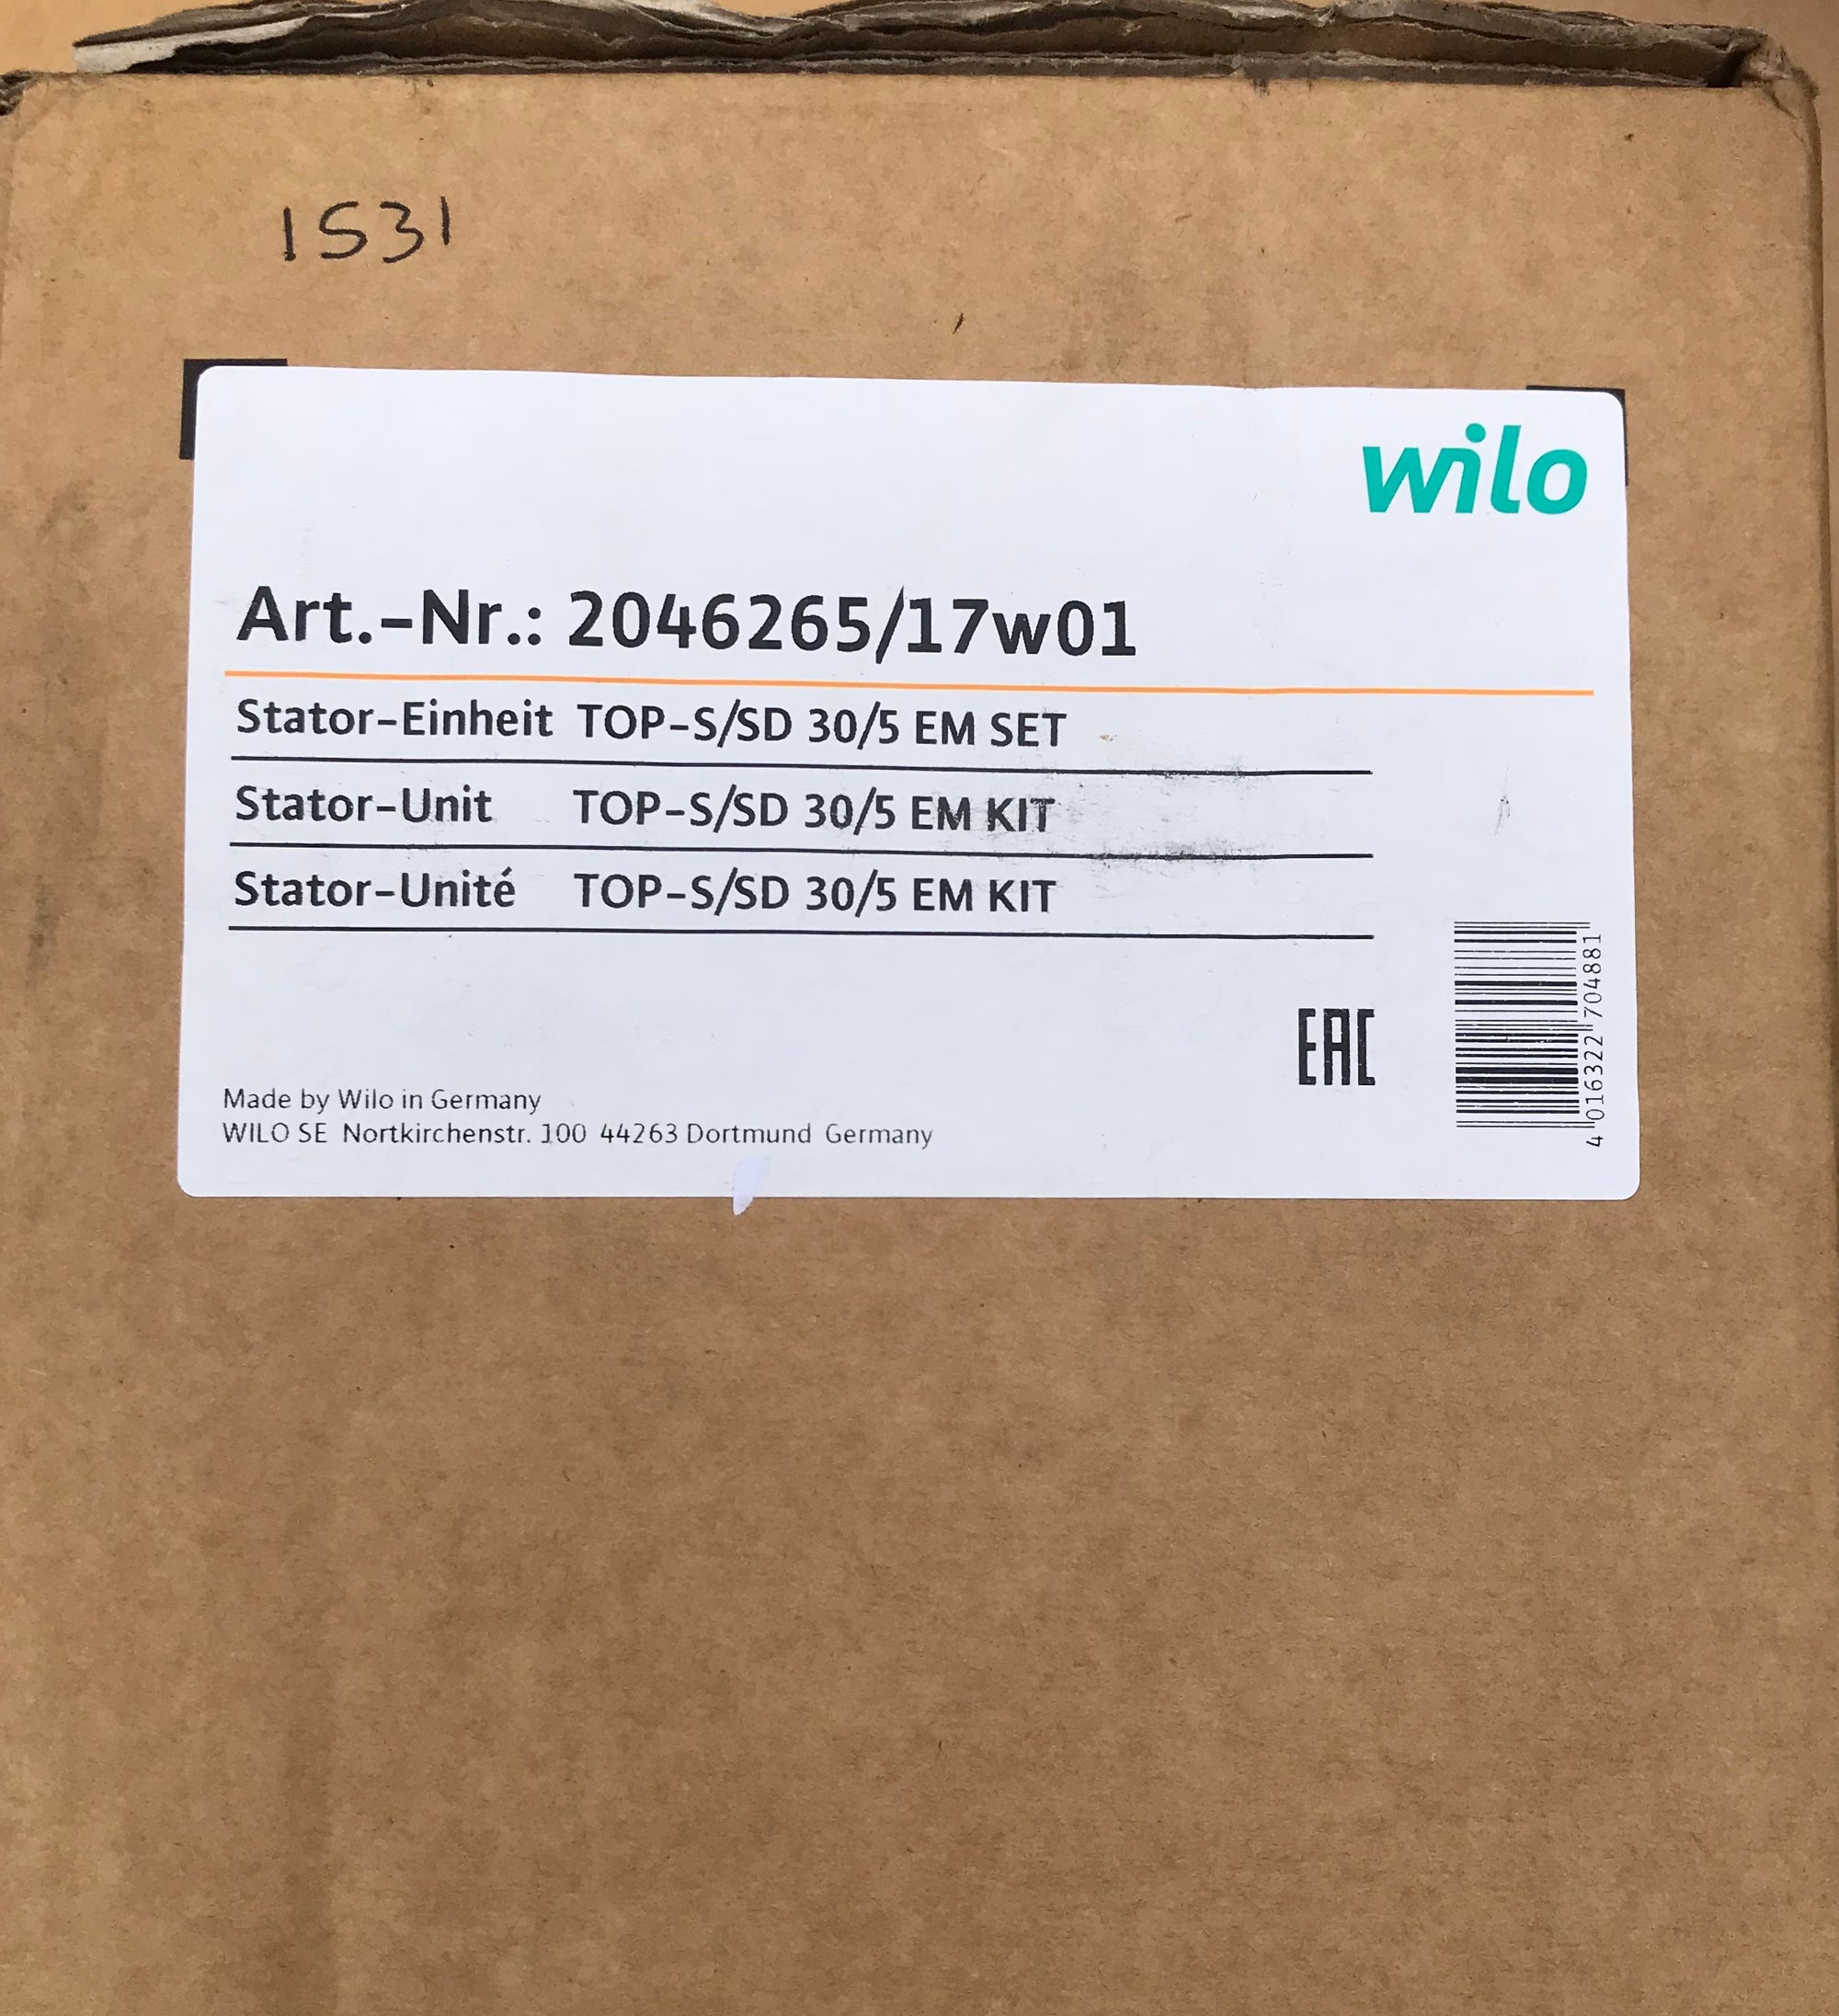 1531
wilo
Art.-Nr.: 2046265/17w01
Stator-Einheit TOP-S/SD 30/5 EM SET
Stator-Unit TOP-S/SD 30/5 EM KIT
Stator-Unité TOP-S/SD 30/5 EM KIT
EAC
4 016322 704881
Made by Wilo in Germany
WILO SE Nortkirchenstr. 100 44263 Dortmund Germany